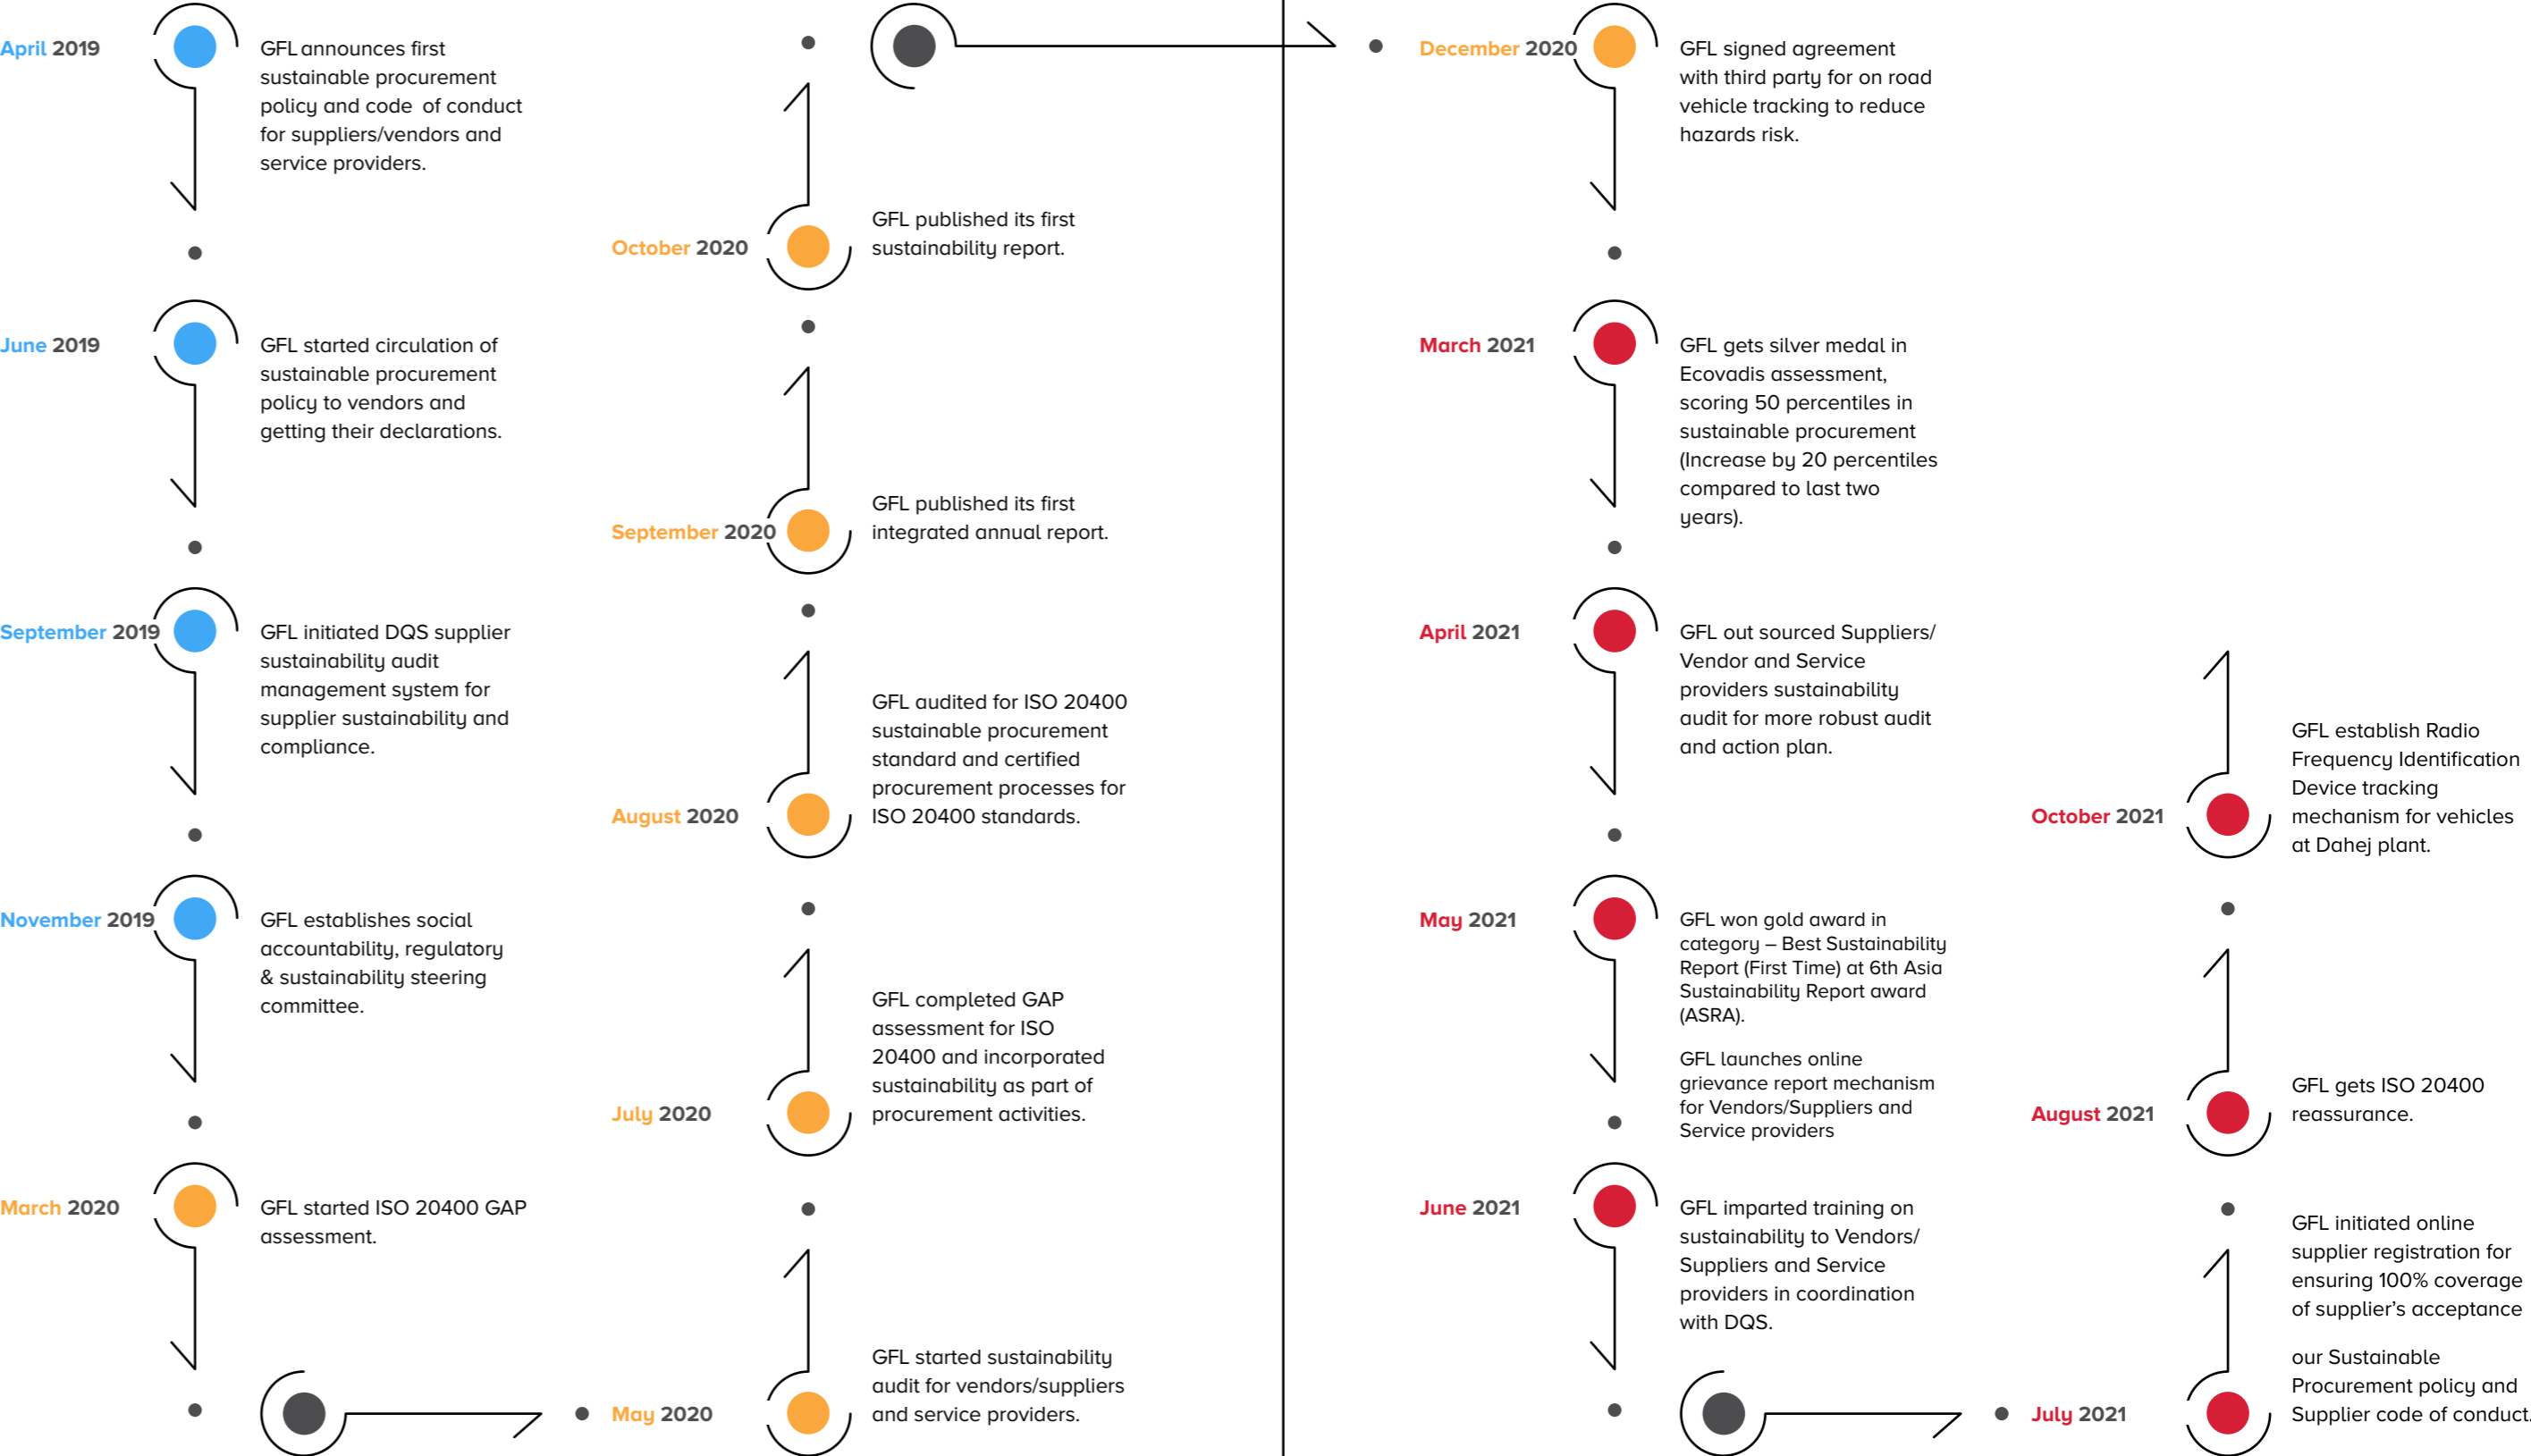 April 2019
GFL announces first
sustainable procurement
policy and code of conduct
for suppliers/vendors and
service providers.
June 2019
GFL started circulation of
sustainable procurement
policy to vendors and
getting their declarations.
September 2019
GFL initiated DQS supplier
sustainability audit
management system for
supplier sustainability and
compliance.
November 2019
GFL establishes social
accountability, regulatory
& sustainability steering
committee.
March 2020
GFL started ISO 20400 GAP
assessment.
May 2020
GFL started sustainability
audit for vendors/suppliers
and service providers.
July 2020
GFL completed GAP
assessment for ISO
20400 and incorporated
sustainability as part of
procurement activities.
August 2020
GFL audited for ISO 20400
sustainable procurement
standard and certified
procurement processes for
ISO 20400 standards.
September 2020
GFL published its first
integrated annual report.
October 2020
GFL published its first
sustainability report.
December 2020
GFL signed agreement
with third party for on road
vehicle tracking to reduce
hazards risk.
March 2021
GFL gets silver medal in
Ecovadis assessment,
scoring 50 percentiles in
sustainable procurement
(Increase by 20 percentiles
compared to last two
years).
April 2021
GFL out sourced Suppliers/
Vendor and Service
providers sustainability
audit for more robust audit
and action plan.
May 2021
GFL won gold award in
category – Best Sustainability
Report (First Time) at 6th Asia
Sustainability Report award
(ASRA).
GFL launches online
grievance report mechanism
for Vendors/Suppliers and
Service providers
June 2021
GFL imparted training on
sustainability to Vendors/
Suppliers and Service
providers in coordination
with DQS.
July 2021
GFL initiated online
supplier registration for
ensuring 100% coverage
of supplier’s acceptance
our Sustainable
Procurement policy and
Supplier code of conduct.
August 2021
GFL gets ISO 20400
reassurance.
October 2021
GFL establish Radio
Frequency Identification
Device tracking
mechanism for vehicles
at Dahej plant.